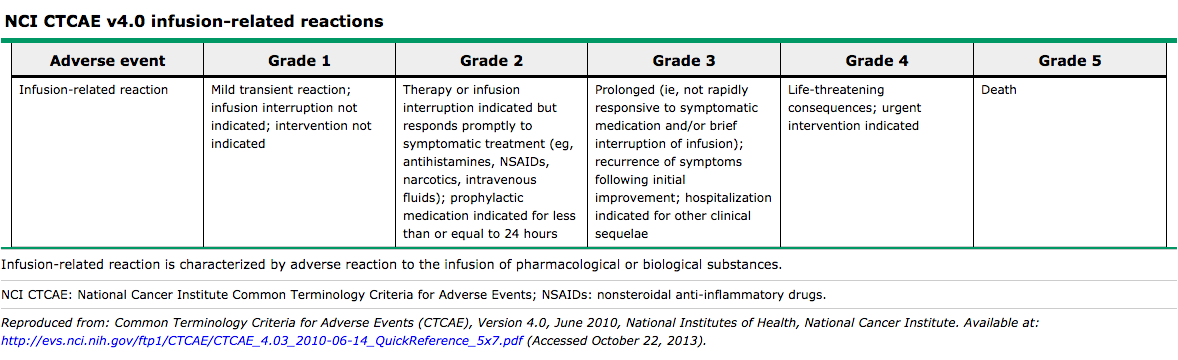 NCI CTCAE v4.0 infusion-related reactions
Adverse event
Grade 1
Grade 2
Grade 3
Grade 4
Grade 5
Infusion-related reaction
Mild transient reaction;
infusion interruption not
indicated; intervention not
indicated
Therapy or infusion
interruption indicated but
responds promptly to
symptomatic treatment (eg,
antihistamines, NSAIDs,
narcotics, intravenous
fluids); prophylactic
medication indicated for less
than or equal to 24 hours
Prolonged (ie, not rapidly
responsive to symptomatic
medication and/or brief
interruption of infusion);
recurrence of symptoms
following initial
improvement; hospitalization
indicated for other clinical
sequelae
Life-threatening
consequences; urgent
intervention indicated
Death
Infusion-related reaction is characterized by adverse reaction to the infusion of pharmacological or biological substances.
NCI CTCAE: National Cancer Institute Common Terminology Criteria for Adverse Events; NSAIDs: nonsteroidal anti-inflammatory drugs.
Reproduced from: Common Terminology Criteria for Adverse Events (CTCAE), Version 4.0, June 2010, National Institutes of Health, National Cancer Institute. Available at:
http://evs.nci.nih.gov/ftp1/CTCAE/CTCAE_4.03_2010-06-14_QuickReference_5x7.pdf (Accessed October 22, 2013).